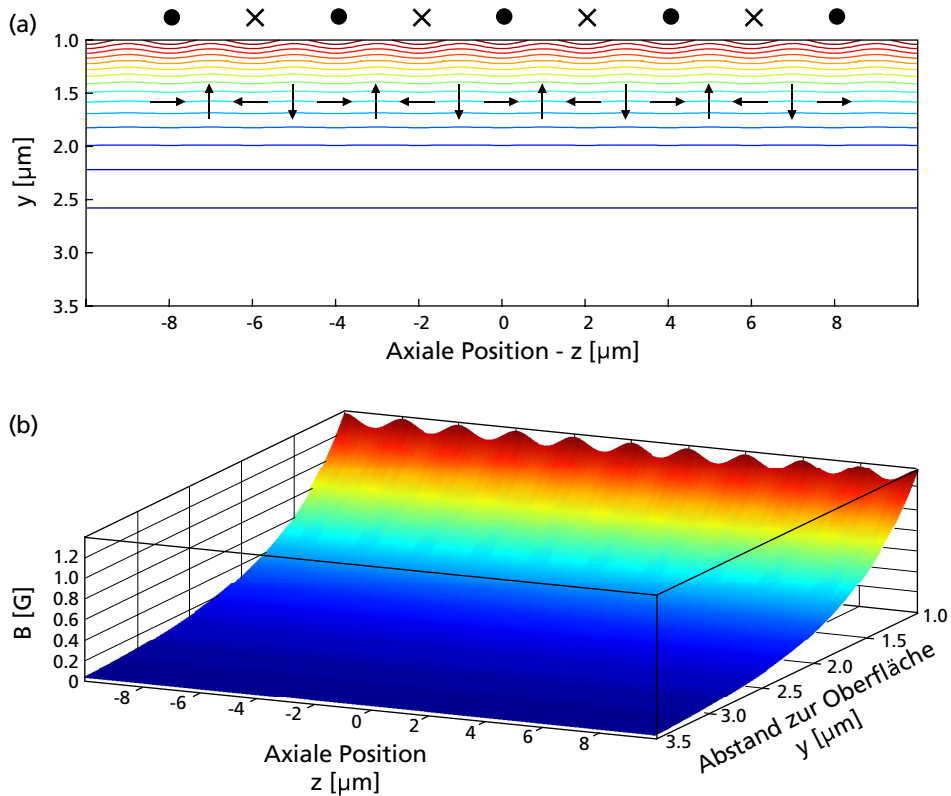 (a)
1.0
1.5
2.0
2.5
1.0
3.5
y [µm]
-8 -6 -4 -2 0 2 4 6 8
Axiale Position - z [µm]
(b)
1.2
1.0
0.8
0.6
0.4
0.2
0
B [G]
-8 -6 -4 -2 0 2 4 6 8
Axiale Position
z [µm]
1.0
1.5
2.0
2.5
3.0
3.5
Abstand zur Oberfläche
y [µm]